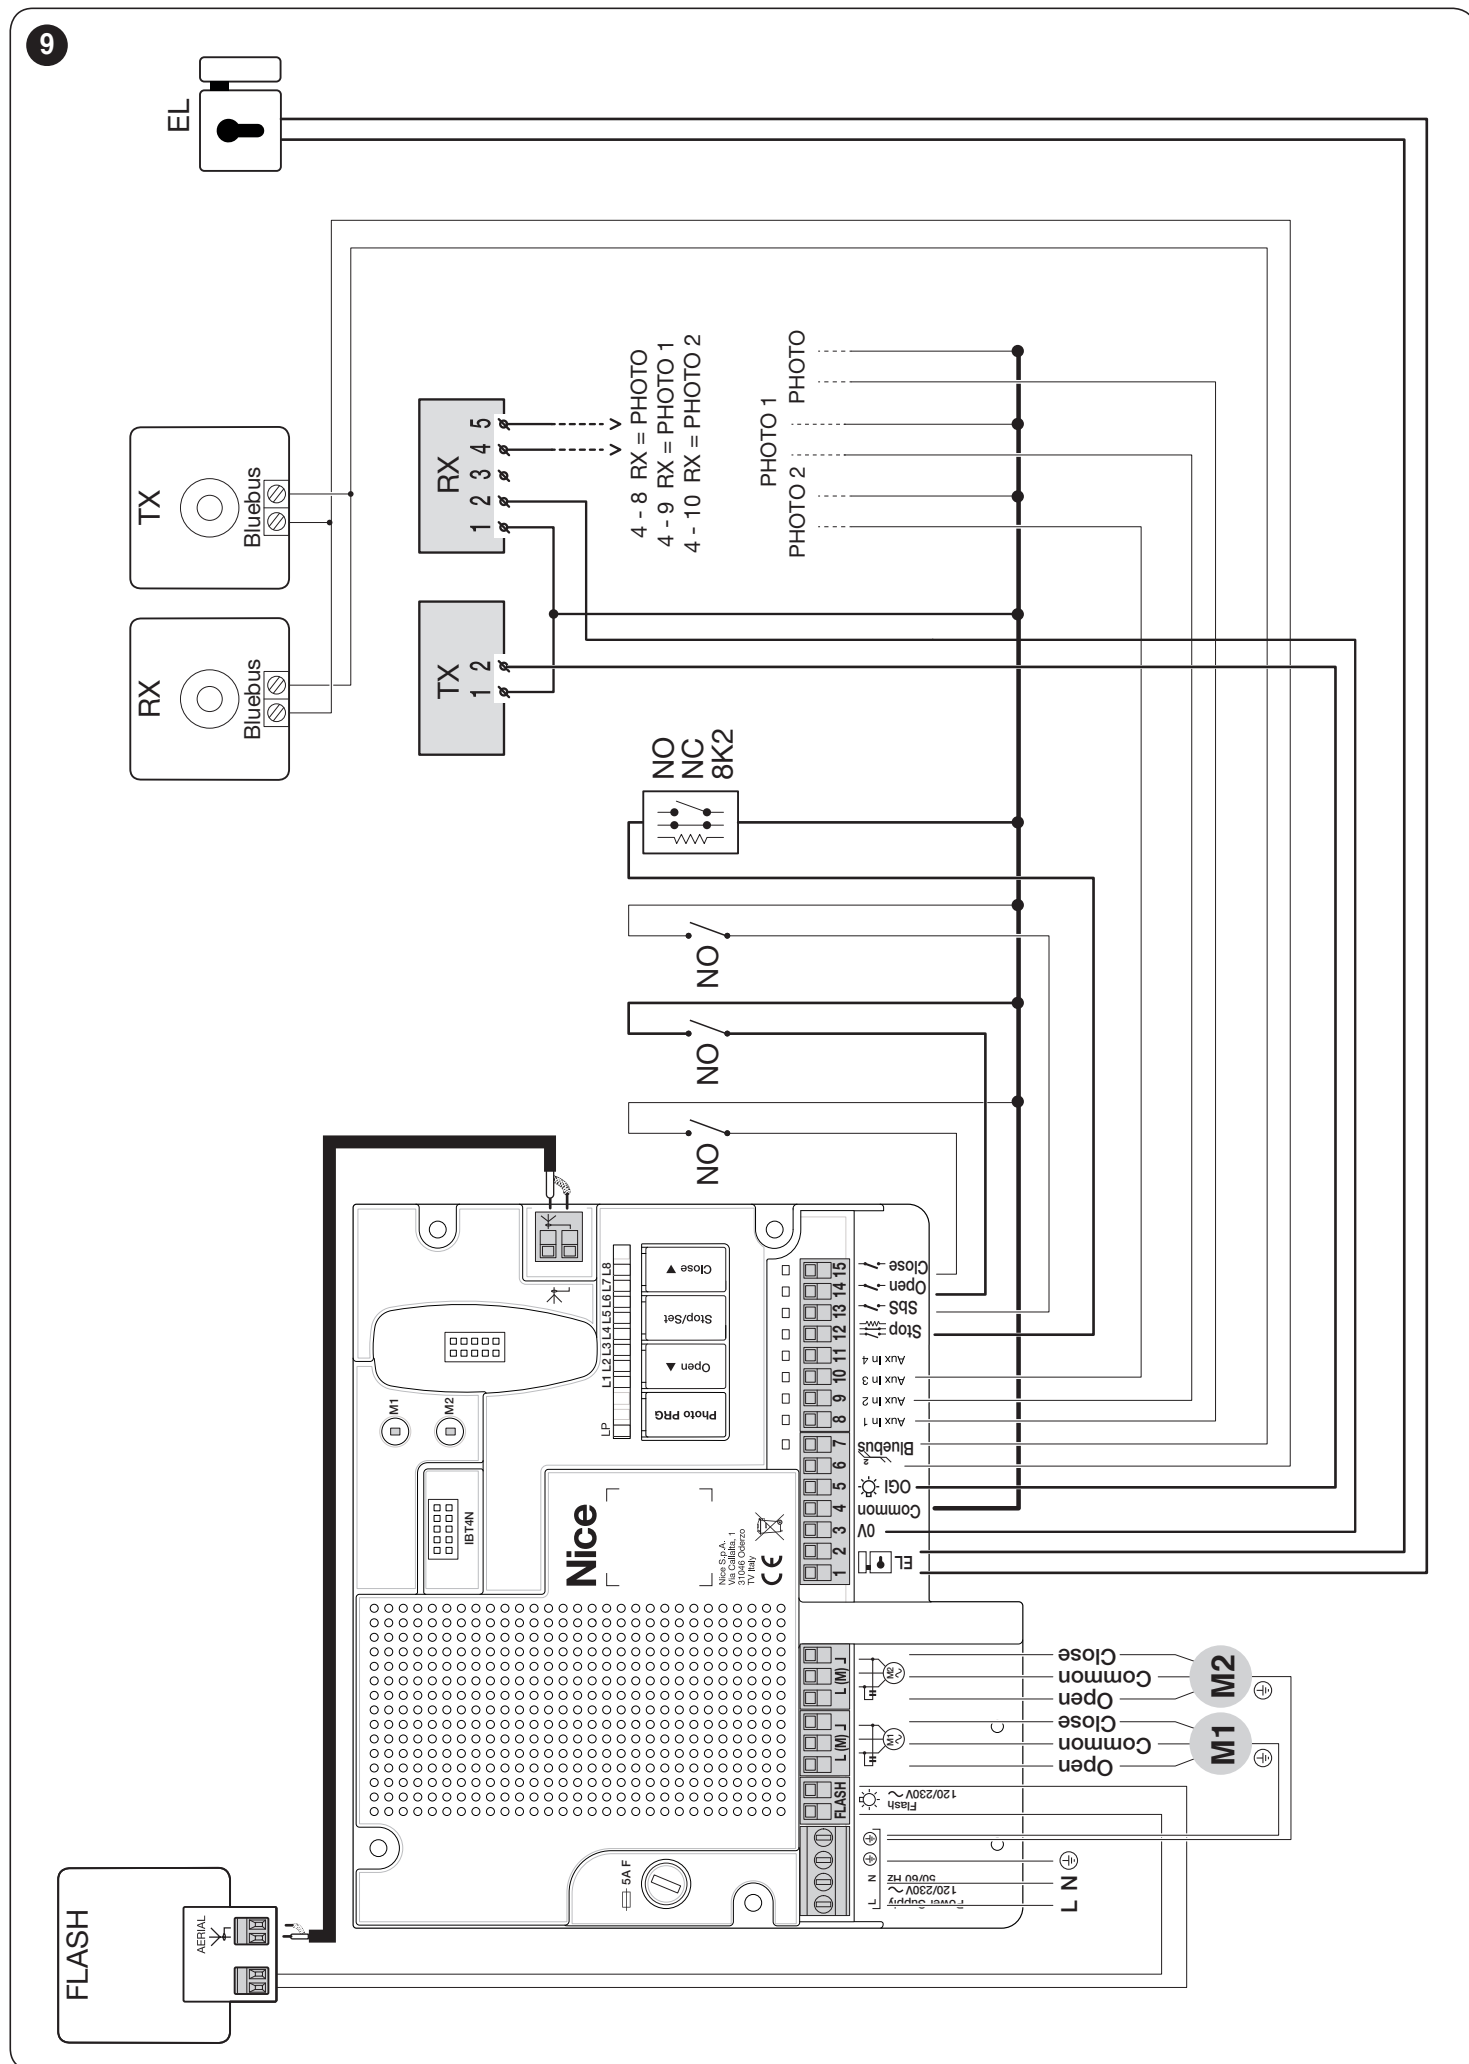 9
EL
TX
Bluebus
RX
Bluebus
RX
1 2 3 4 5
TX
1 2
4 - 8 RX = PHOTO
4 - 9 RX = PHOTO 1
4 - 10 RX = PHOTO 2
PHOTO
PHOTO 1
PHOTO 2
NO
NC
8K2
NO
NO
NO
M1
M2
IBT4N
LP
L1 L2 L3 L4 L5 L6 L7 L8
Photo PRG
Open ▲
Stop/Set
Close ▼
Nice
Nice S.p.A.
Via Callalta, 1
31046 Oderzo
TV Italy
CE
5A F
15 Close
14 Open
13 SbS
12 Stop
11 Aux In 4
10 Aux In 3
9 Aux In 2
8 Aux In 1
7 Bluebus
6
5 OGI
4 Common
3 0V
2
1 EL
L (M)
M2
Close
Common
Open
M2
L (M)
M1
Close
Common
Open
M1
FLASH
Flash
120/230V
L N
Power Supply
120/230V
50/60 Hz
L N
FLASH
AERIAL